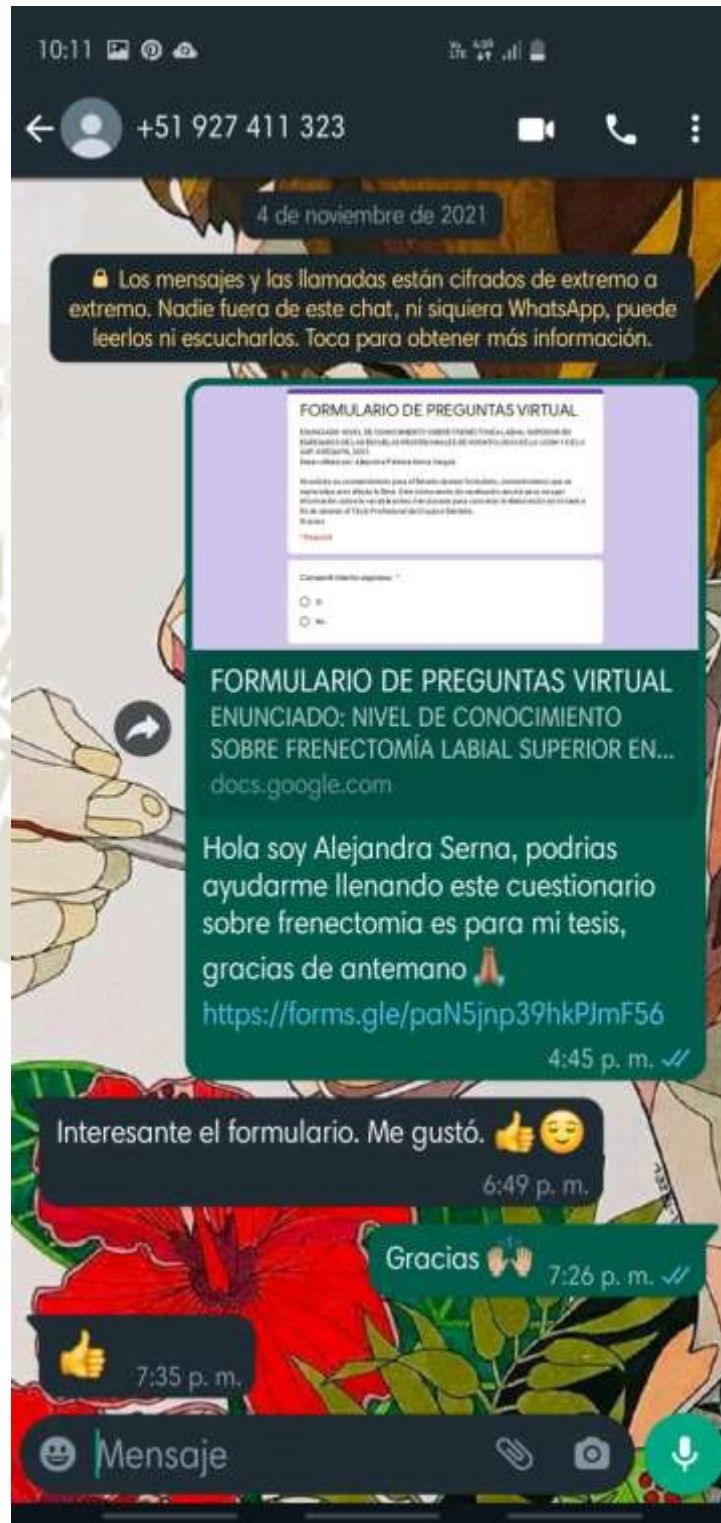 10:11
+51 927 411 323
4 de noviembre de 2021
Los mensajes y las llamadas están cifrados de extremo a
extremo. Nadie fuera de este chat, ni siquiera WhatsApp, puede
leerlos ni escucharlos. Toca para obtener más información.
FORMULARIO DE PREGUNTAS VIRTUAL
Consentimiento expreso *
Si
No
FORMULARIO DE PREGUNTAS VIRTUAL
ENUNCIADO: NIVEL DE CONOCIMIENTO
SOBRE FRENECTOMÍA LABIAL SUPERIOR EN...
docs.google.com
Hola soy Alejandra Serna, podrias
ayudarme llenando este cuestionario
sobre frenectomia es para mi tesis,
gracias de antemano 🙏
https://forms.gle/paN5jnp39hkPJmF56
4:45 p. m.
Interesante el formulario. Me gustó. 👍😌
6:49 p. m.
Gracias 🙌
7:26 p. m.
👍
7:35 p. m.
Mensaje